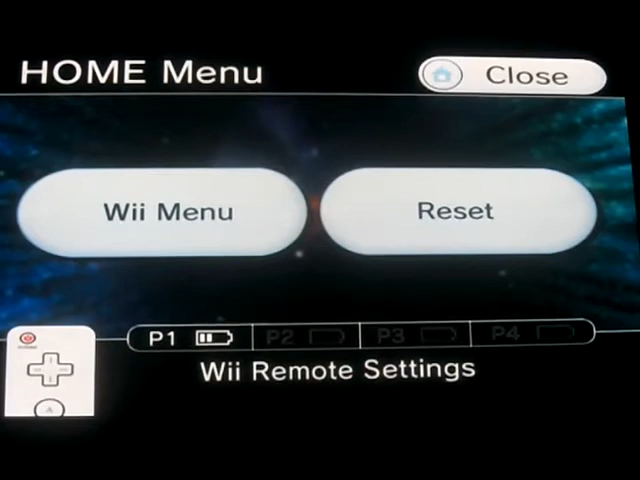 HOME Menu
Close
Wii Menu
Reset
P1
P2
P3
P4
Wii Remote Settings
A